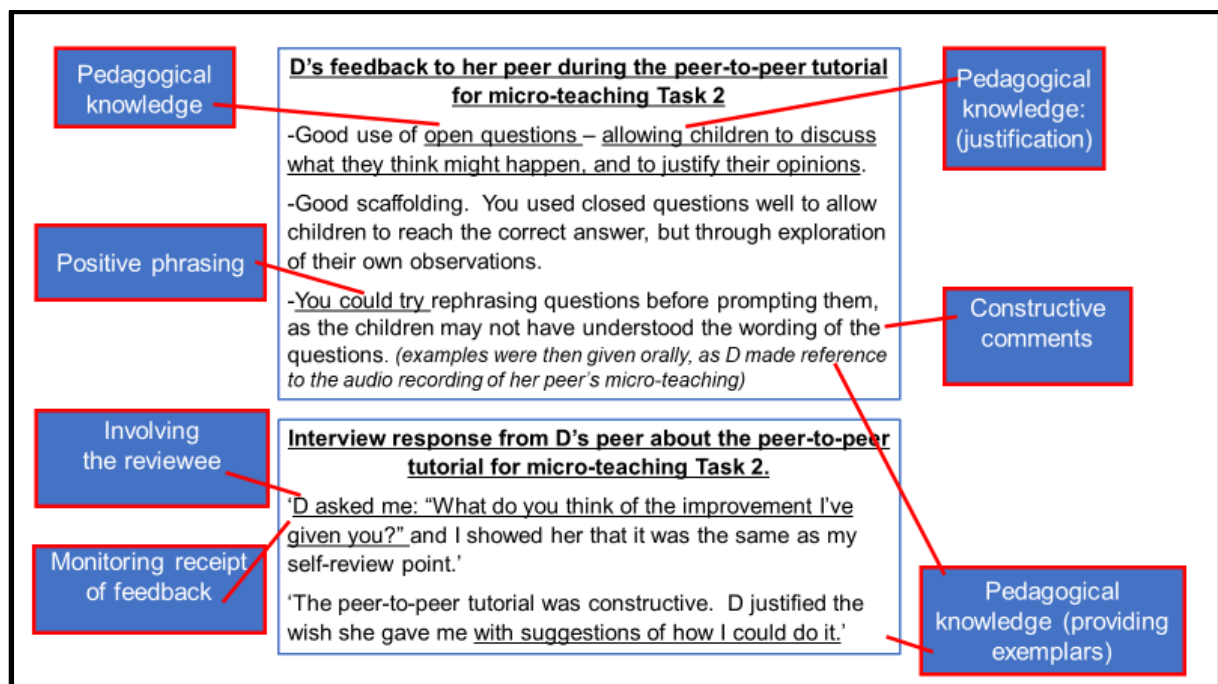 Pedagogical
knowledge
D's feedback to her peer during the peer-to-peer tutorial
for micro-teaching Task 2
-Good use of open questions – allowing children to discuss
what they think might happen, and to justify their opinions.
-Good scaffolding. You used closed questions well to allow
children to reach the correct answer, but through exploration
of their own observations.
-You could try rephrasing questions before prompting them,
as the children may not have understood the wording of the
questions. (examples were then given orally, as D made reference
to the audio recording of her peer's micro-teaching)
Pedagogical
knowledge:
(justification)
Positive phrasing
Constructive
comments
Involving
the reviewee
Monitoring receipt
of feedback
Interview response from D's peer about the peer-to-peer
tutorial for micro-teaching Task 2.
'D asked me: "What do you think of the improvement I've
given you?" and I showed her that it was the same as my
self-review point.'
'The peer-to-peer tutorial was constructive. D justified the
wish she gave me with suggestions of how I could do it.'
Pedagogical
knowledge (providing
exemplars)